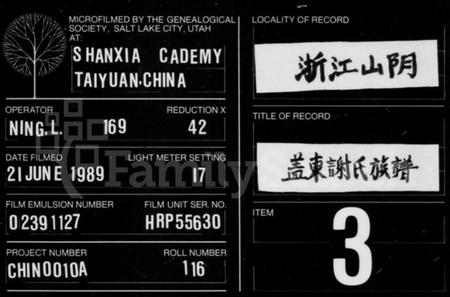 MICROFILMED BY THE GENEALOGICAL
SOCIETY, SALT LAKE CITY, UTAH
AT:
SHANXIA CADEMY
TAIYUAN.CHINA
OPERATOR
REDUCTION X
NING.L. 169
42
DATE FILMED
LIGHT METER SETTING
21 JUNE 1989
17
FILM EMULSION NUMBER
FILM UNIT SER. NO.
02391127
HRP55630
PROJECT NUMBER
ROLL NUMBER
CHIN0010A
116
LOCALITY OF RECORD
浙江山阴
TITLE OF RECORD
盖東謝氏族譜
ITEM
3
FamilyS